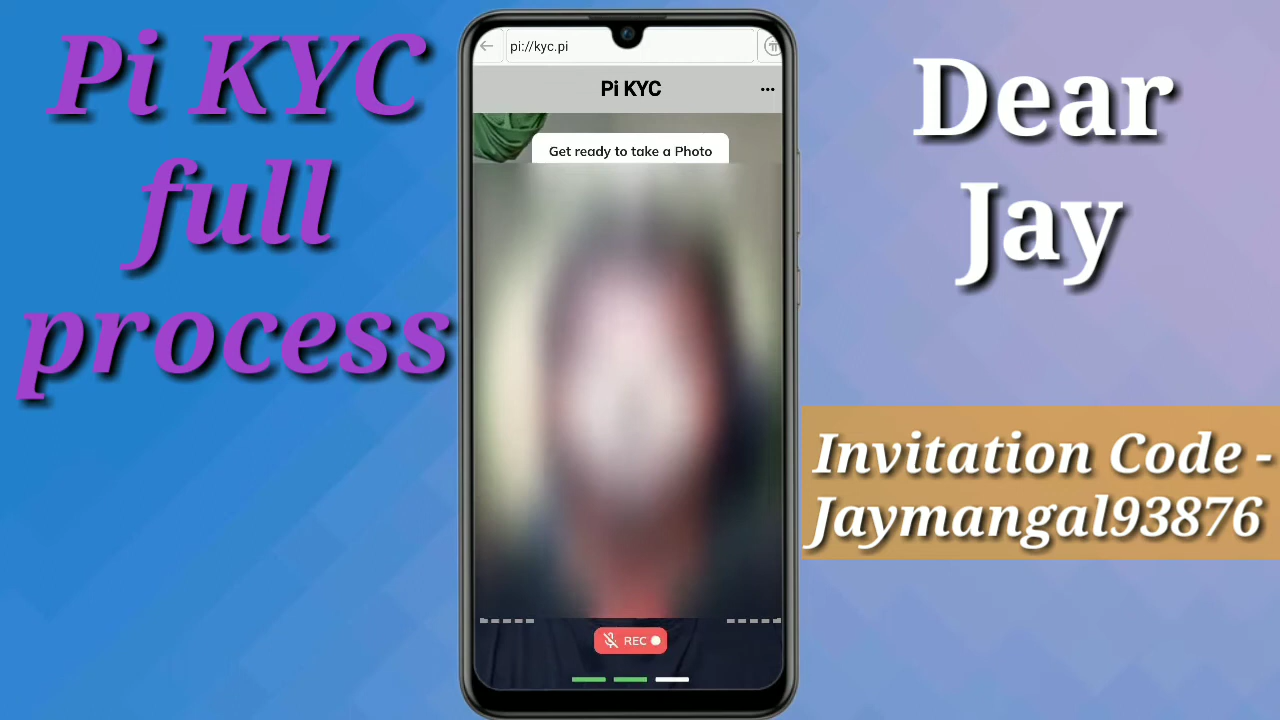 Pi KYC
full
process
pi://kyc.pi
Pi KYC
Get ready to take a Photo
REC
Dear
Jay
Invitation Code -
Jaymangal93876